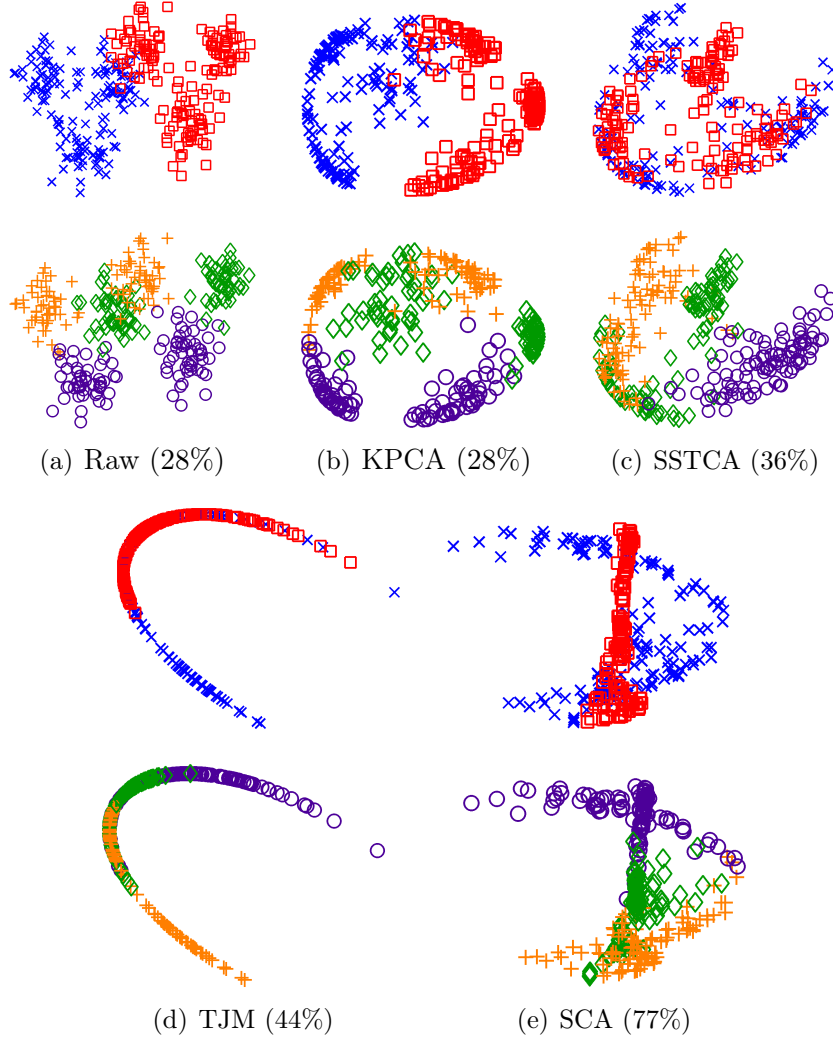 (a) Raw (28%)
(b) KPCA (28%)
(c) SSTCA (36%)
(d) TJM (44%)
(e) SCA (77%)